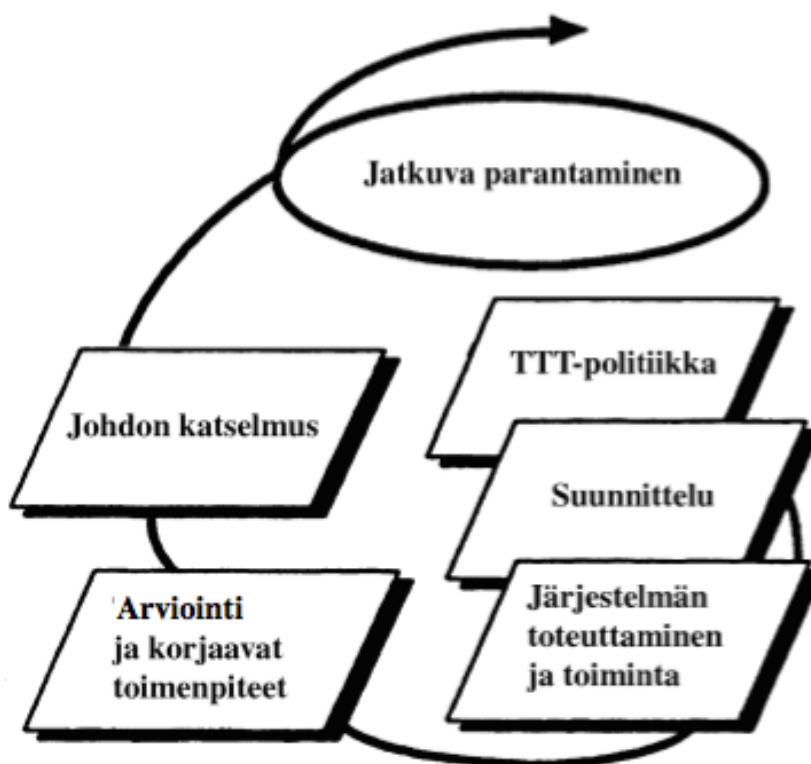 Jatkuva parantaminen
TTT-politiikka
Johdon katselmus
Suunnittelu
Arviointi
ja korjaavat
toimenpiteet
Järjestelmän
toteuttaminen
ja toiminta